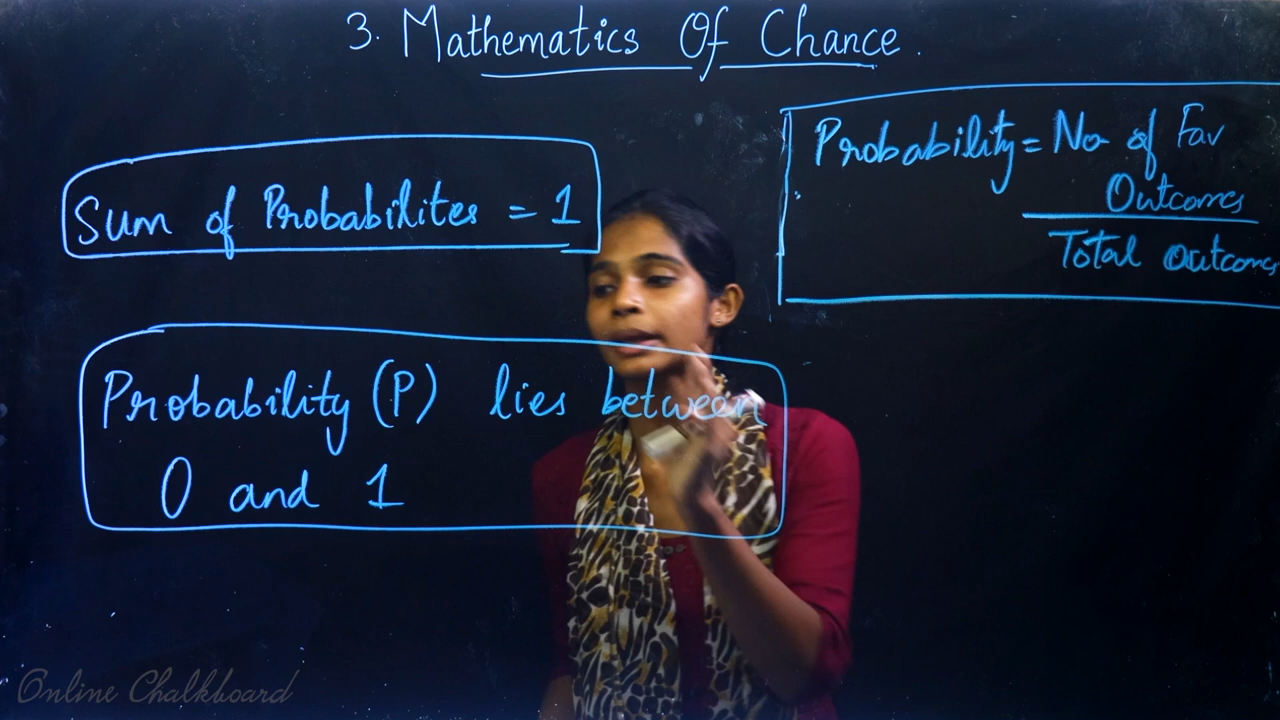 3. Mathematics Of Chance.
Sum of Probabilites = 1
Probability = No of Fav
Outcomes
Total Outcomes
Probability (P) lies between
0 and 1
Online Chalkboard